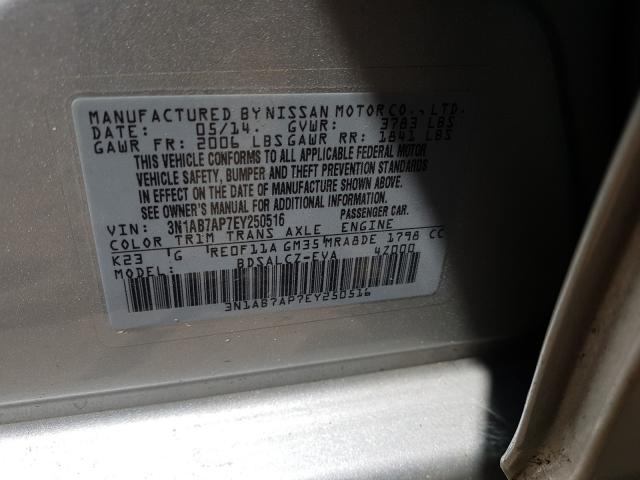 MANUFACTURED BY NISSAN MOTOR CO., LTD.
DATE: 05/14. GVWR: 3783 LBS
GAWR FR: 2006 LBS GAWR RR: 1841 LBS
THIS VEHICLE CONFORMS TO ALL APPLICABLE FEDERAL MOTOR
VEHICLE SAFETY, BUMPER AND THEFT PREVENTION STANDARDS
IN EFFECT ON THE DATE OF MANUFACTURE SHOWN ABOVE.
SEE OWNER'S MANUAL FOR ADDITIONAL INFORMATION.
VIN: 3N1AB7AP7EY250516 PASSENGER CAR.
COLOR TRIM TRANS AXLE ENGINE
K23 G RE0F11A GM35 MRA8DE 1798 CC
MODEL: BDSALCZ-EVA 4Z000
3N1AB7AP7EY250516